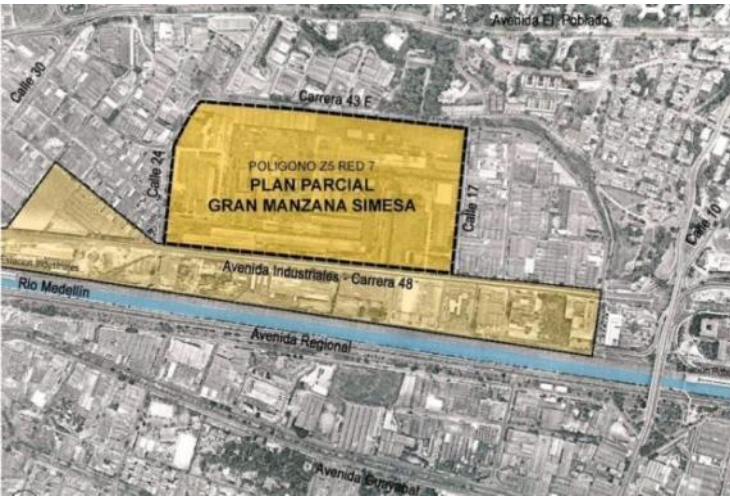 Avenida El Poblado
Calle 30
Carrera 43 F
Calle 24
POLIGONO Z5 RED 7
PLAN PARCIAL
GRAN MANZANA SIMESA
Calle 17
Calle 10
Avenida Industriales - Carrera 48
Rio Medellín
Avenida Regional
Avenida Guayabal